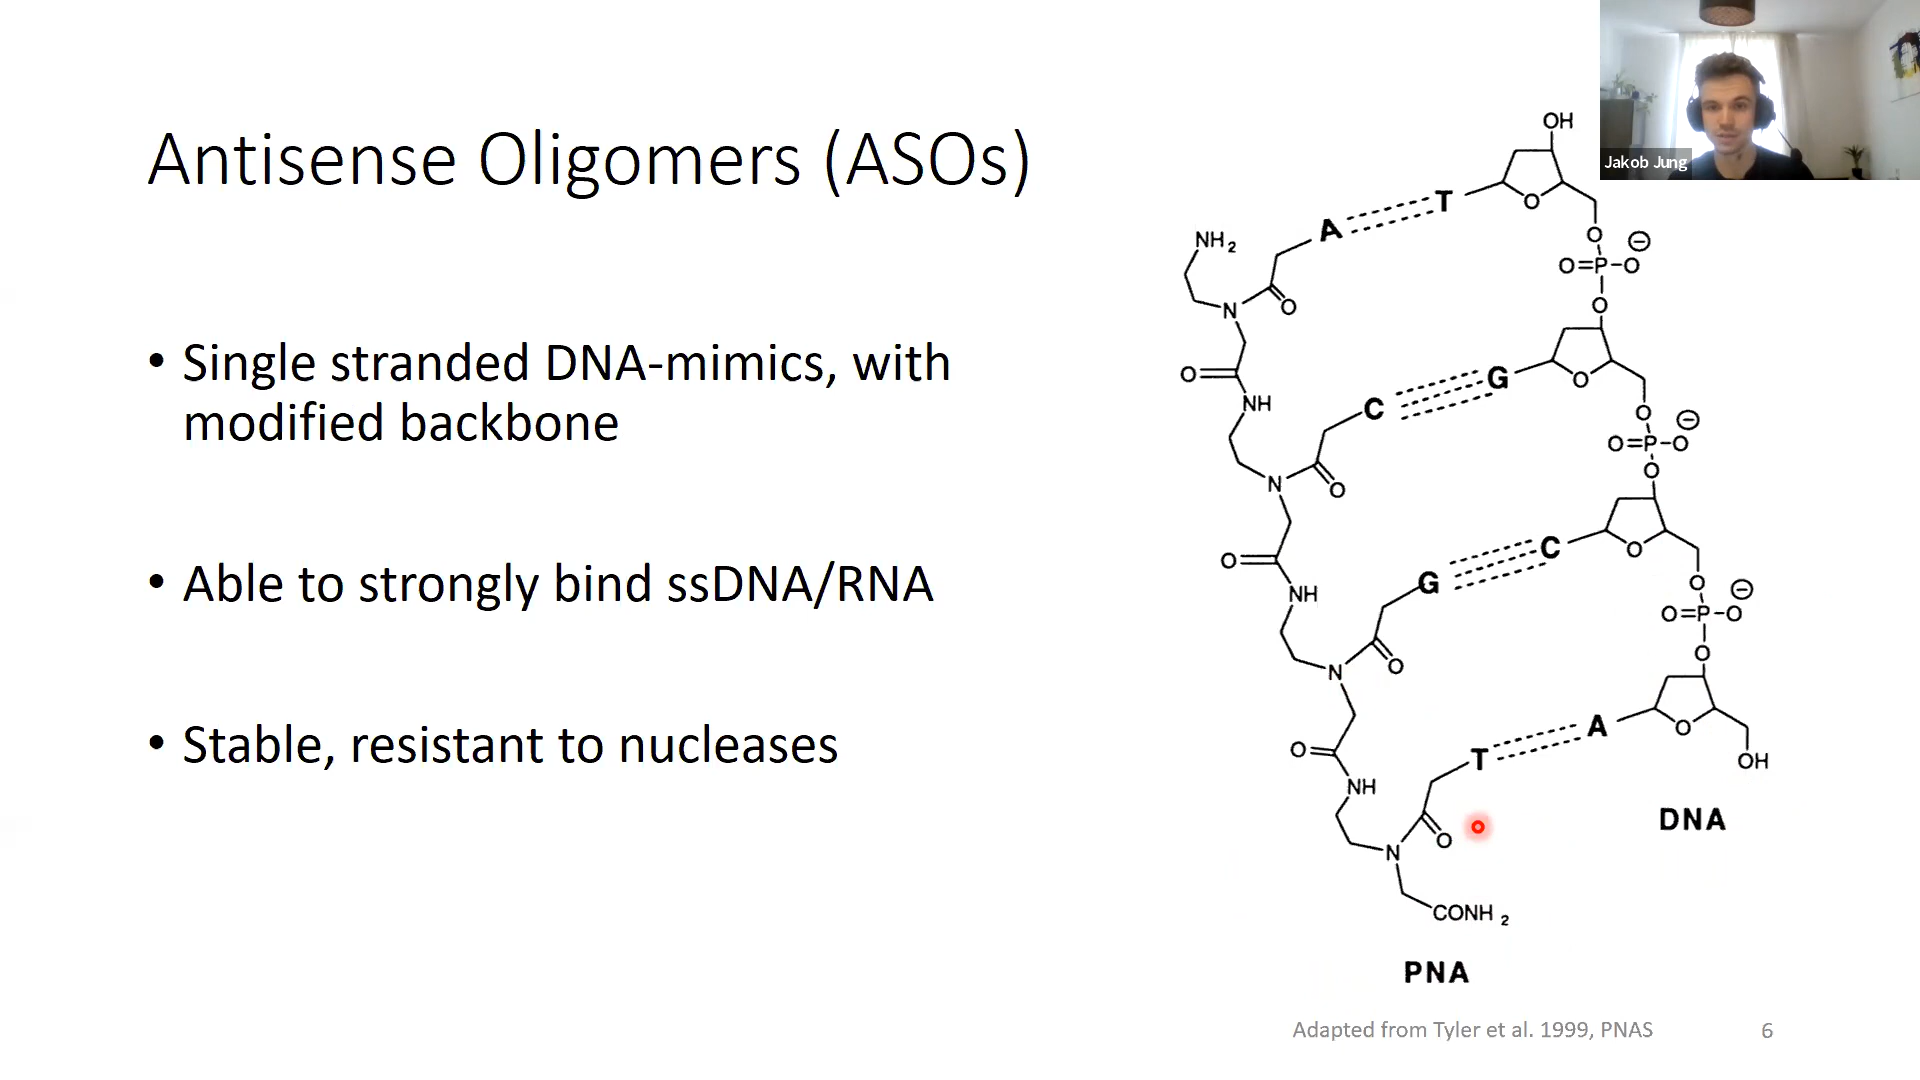 Antisense Oligomers (ASOs)
• Single stranded DNA-mimics, with
modified backbone
• Able to strongly bind ssDNA/RNA
• Stable, resistant to nucleases
Jakob Jung
OH
A
T
O
NH2
O
O=P-O
⊖
N
O
O
O
NH
C
G
O
O
O=P-O
⊖
N
O
O
O
NH
G
C
O
O
O=P-O
⊖
N
O
O
O
NH
T
A
O
OH
N
O
CONH2
DNA
PNA
Adapted from Tyler et al. 1999, PNAS
6